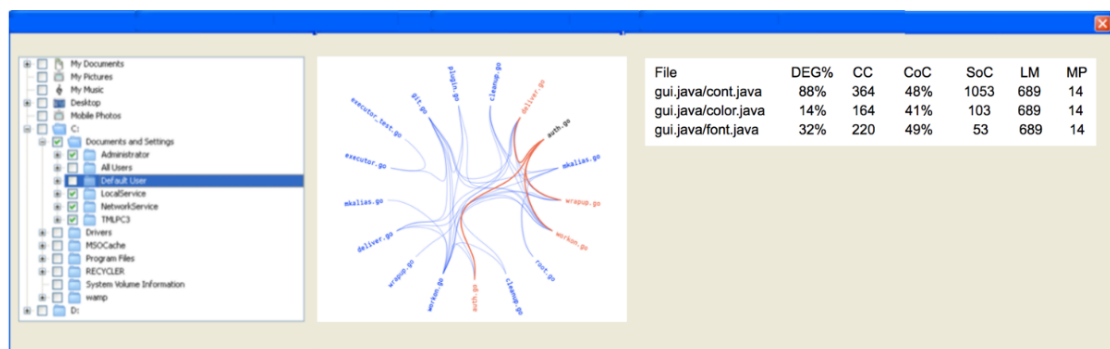 My Documents
My Pictures
My Music
Desktop
Mobile Photos
C:
Documents and Settings
Administrator
All Users
Default User
LocalService
NetworkService
TMLPC3
Drivers
MSOCache
Program Files
RECYCLER
System Volume Information
wamp
D:
cleanup.go
plugin.go
git.go
executor_test.go
executor.go
mkalias.go
deliver.go
wrapup.go
workon.go
auth.go
cleanup.go
root.go
workon.go
wrapup.go
mkalias.go
auth.go
deliver.go
File DEG% CC CoC SoC LM MP
gui.java/cont.java 88% 364 48% 1053 689 14
gui.java/color.java 14% 164 41% 103 689 14
gui.java/font.java 32% 220 49% 53 689 14